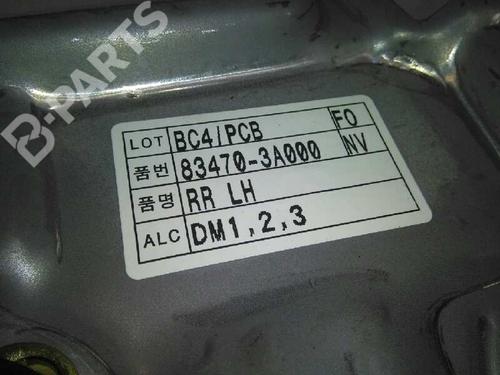 B-PARTS
LOT BC4/PCB FO
품번 83470-3A000 NV
품명 RR LH
ALC DM1,2,3